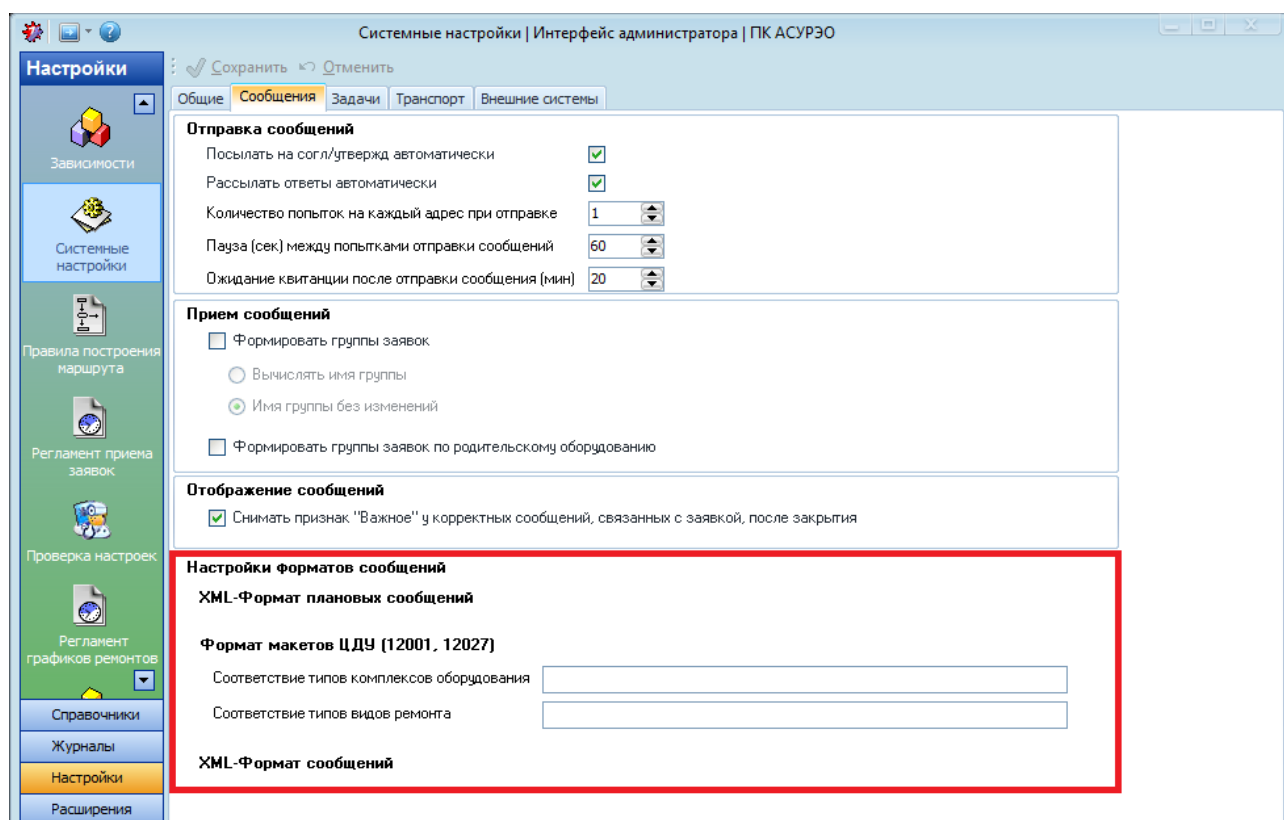 Системные настройки | Интерфейс администратора | ПК АСУРЭО
Настройки
Сохранить Отменить
Общие Сообщения Задачи Транспорт Внешние системы
Зависимости
Системные
настройки
Правила построения
маршрута
Регламент приема
заявок
Проверка настроек
Регламент
графиков ремонтов
Справочники
Журналы
Настройки
Расширения
Отправка сообщений
Посылать на согл/утвержд автоматически
Рассылать ответы автоматически
Количество попыток на каждый адрес при отправке 1
Пауза (сек) между попытками отправки сообщений 60
Ожидание квитанции после отправки сообщения (мин) 20
Прием сообщений
Формировать группы заявок
Вычислять имя группы
Имя группы без изменений
Формировать группы заявок по родительскому оборудованию
Отображение сообщений
Снимать признак "Важное" у корректных сообщений, связанных с заявкой, после закрытия
Настройки форматов сообщений
XML-Формат плановых сообщений
Формат макетов ЦДУ (12001, 12027)
Соответствие типов комплексов оборудования
Соответствие типов видов ремонта
XML-Формат сообщений